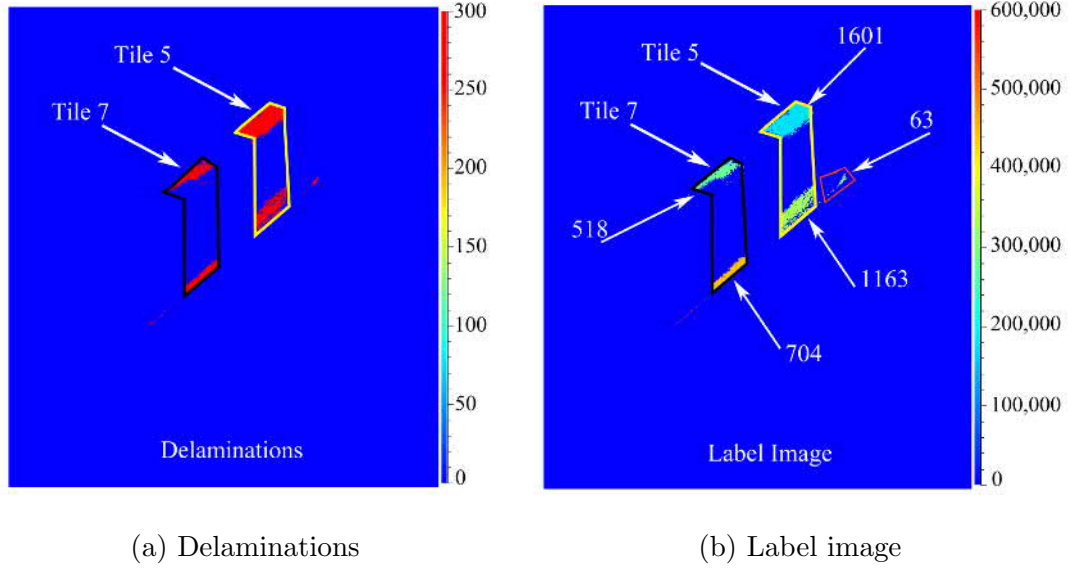 300
250
200
150
100
50
0
Tile 5
Tile 7
Delaminations
600,000
500,000
400,000
300,000
200,000
100,000
0
1601
Tile 5
63
Tile 7
518
1163
704
Label Image
(a) Delaminations
(b) Label image